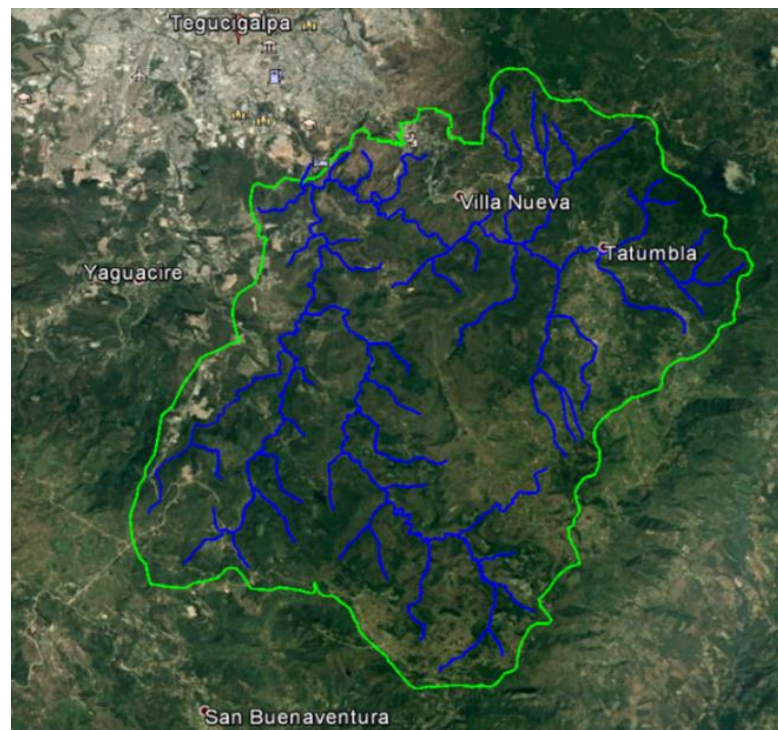 Tegucigalpa
Villa Nueva
Tatumbla
Yaguacire
San Buenaventura